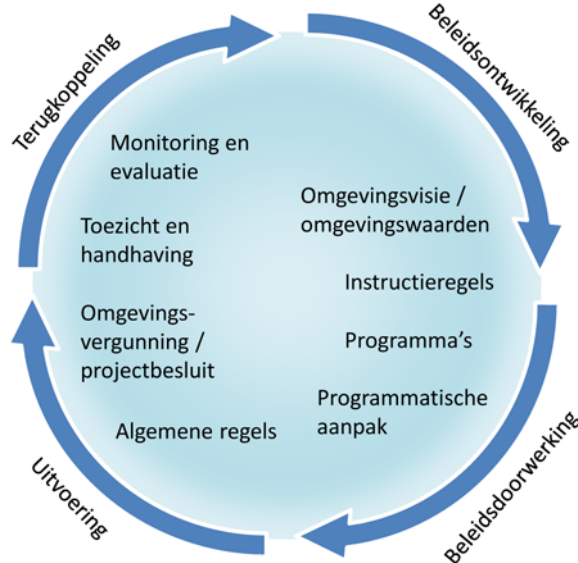 Terugkoppeling
Beleidsontwikkeling
Monitoring en
evaluatie
Omgevingsvisie /
omgevingswaarden
Toezicht en
handhaving
Instructieregels
Omgevings-
vergunning /
projectbesluit
Programma's
Programmatische
aanpak
Algemene regels
Uitvoering
Beleidsdoorwerking